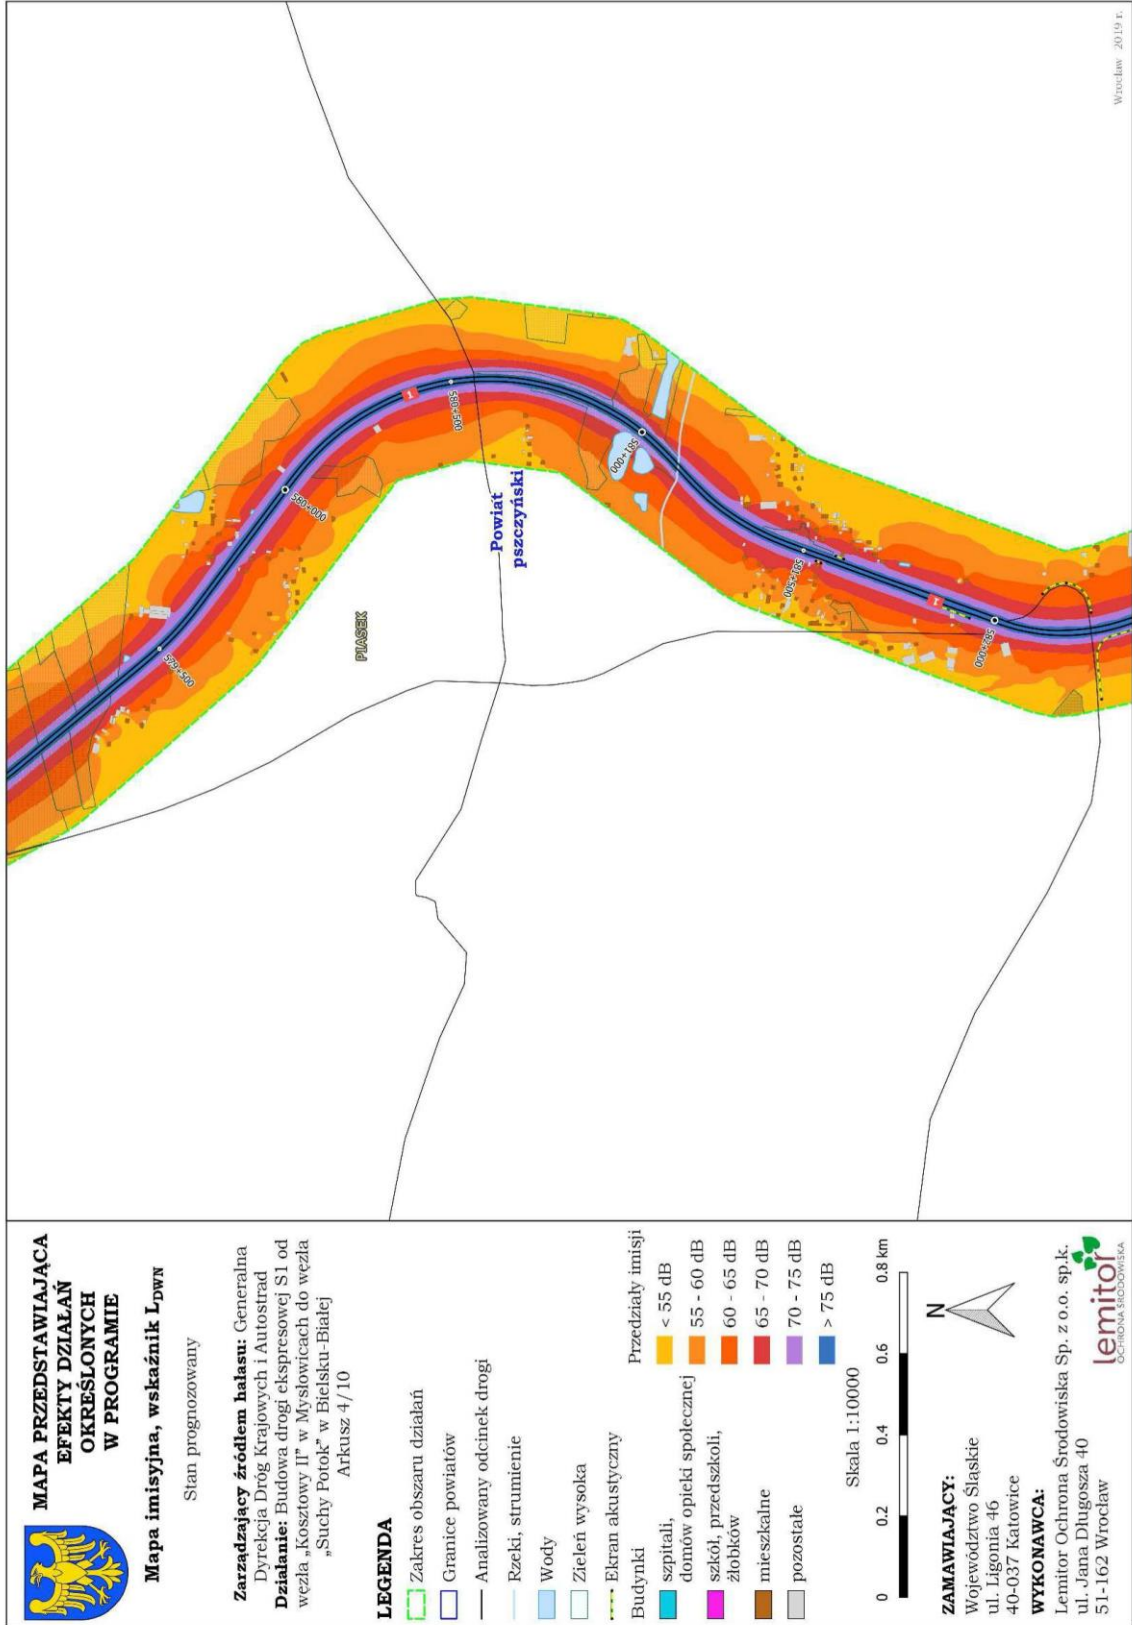 MAPA PRZEDSTAWIAJĄCA
EFEKTY DZIAŁAŃ
OKREŚLONYCH
W PROGRAMIE
Mapa imisyjna, wskaźnik LDWN
Stan prognozowany
Zarządzający źródłem hałasu: Generalna
Dyrekcja Dróg Krajowych i Autostrad
Działanie: Budowa drogi ekspresowej S1 od
węzła „Kosztowy II” w Mysłowicach do węzła
„Suchy Potok” w Bielsku-Białej
Arkusz 4/10
LEGENDA
Zakres obszaru działań
Granice powiatów
Analizowany odcinek drogi
Rzeki, strumienie
Wody
Zieleń wysoka
Ekran akustyczny
Budynki
szpitali,
domów opieki społecznej
szkół, przedszkoli,
żłobków
mieszkalne
pozostałe
Przedziały imisji
< 55 dB
55 - 60 dB
60 - 65 dB
65 - 70 dB
70 - 75 dB
> 75 dB
Skala 1:10000
0 0.2 0.4 0.6 0.8 km
N
ZAMAWIAJĄCY:
Województwo Śląskie
ul. Ligonia 46
40-037 Katowice
WYKONAWCA:
Lemitor Ochrona Środowiska Sp. z o.o. sp.k.
ul. Jana Długosza 40
51-162 Wrocław
lemitor
OCHRONA ŚRODOWISKA
579+500
580+000
1
580+500
PIASEK
Powiat
pszczyński
581+000
581+500
1
582+000
Wrocław 2019 r.